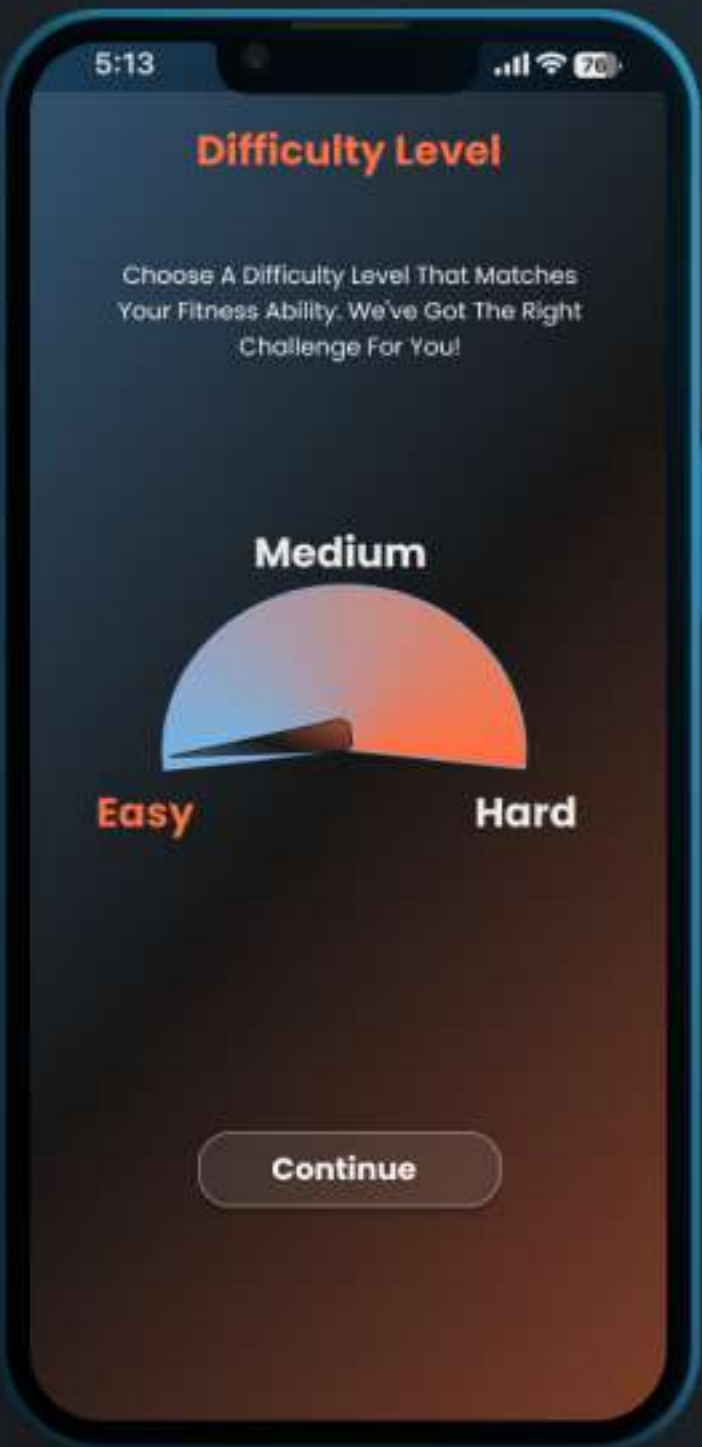 5:13
76
Difficulty Level
Choose A Difficulty Level That Matches
Your Fitness Ability. We've Got The Right
Challenge For You!
Medium
Easy
Hard
Continue